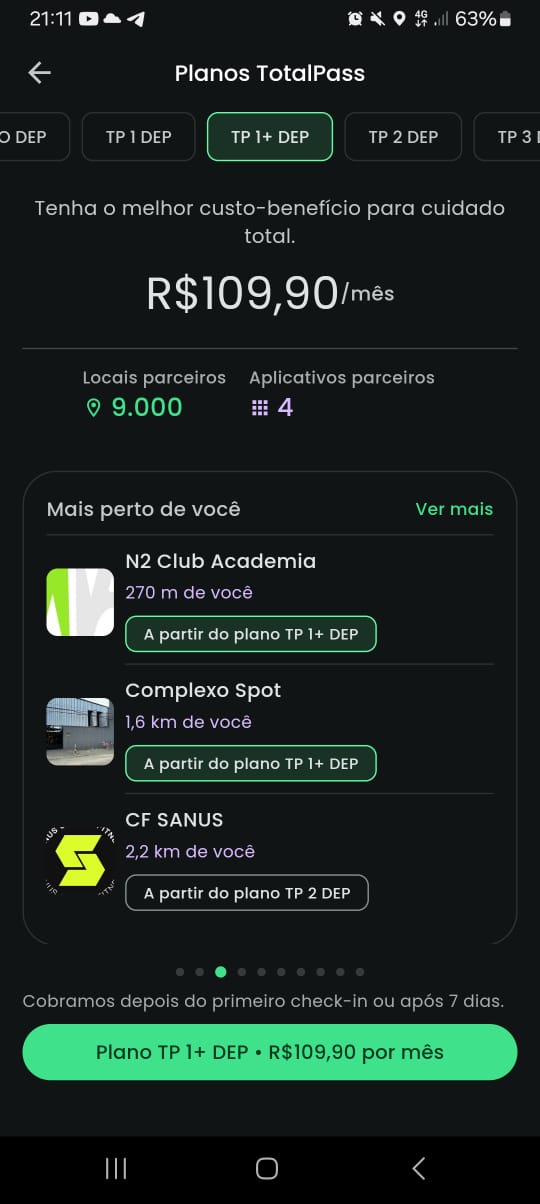 21:11
4G
63%
Planos TotalPass
O DEP
TP 1 DEP
TP 1+ DEP
TP 2 DEP
TP 3
Tenha o melhor custo-benefício para cuidado
total.
R$109,90/mês
Locais parceiros
Aplicativos parceiros
9.000
4
Mais perto de você
Ver mais
N2 Club Academia
270 m de você
A partir do plano TP 1+ DEP
Complexo Spot
1,6 km de você
A partir do plano TP 1+ DEP
CF SANUS
2,2 km de você
A partir do plano TP 2 DEP
Cobramos depois do primeiro check-in ou após 7 dias.
Plano TP 1+ DEP • R$109,90 por mês